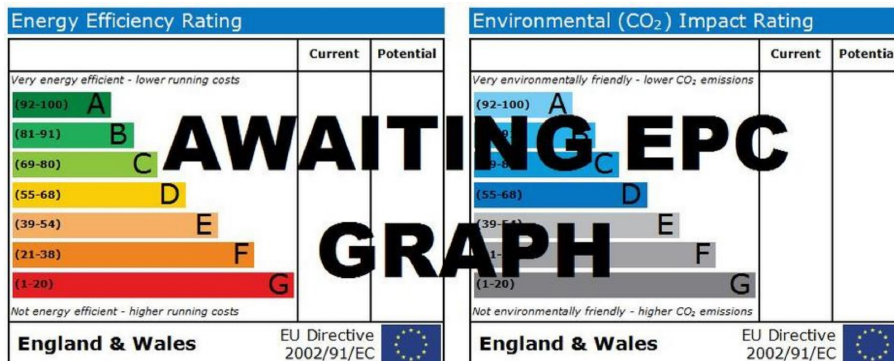 Energy Efficiency Rating
Current Potential
Very energy efficient - lower running costs
(92-100) A
(81-91) B
(69-80) C
(55-68) D
(39-54) E
(21-38) F
(1-20) G
Not energy efficient - higher running costs
England & Wales
EU Directive
2002/91/EC
Environmental (CO₂) Impact Rating
Current Potential
Very environmentally friendly - lower CO₂ emissions
(92-100) A
B
C
(55-68) D
(39-54) E
F
(1-20) G
Not environmentally friendly - higher CO₂ emissions
England & Wales
EU Directive
2002/91/EC
AWAITING EPC
GRAPH